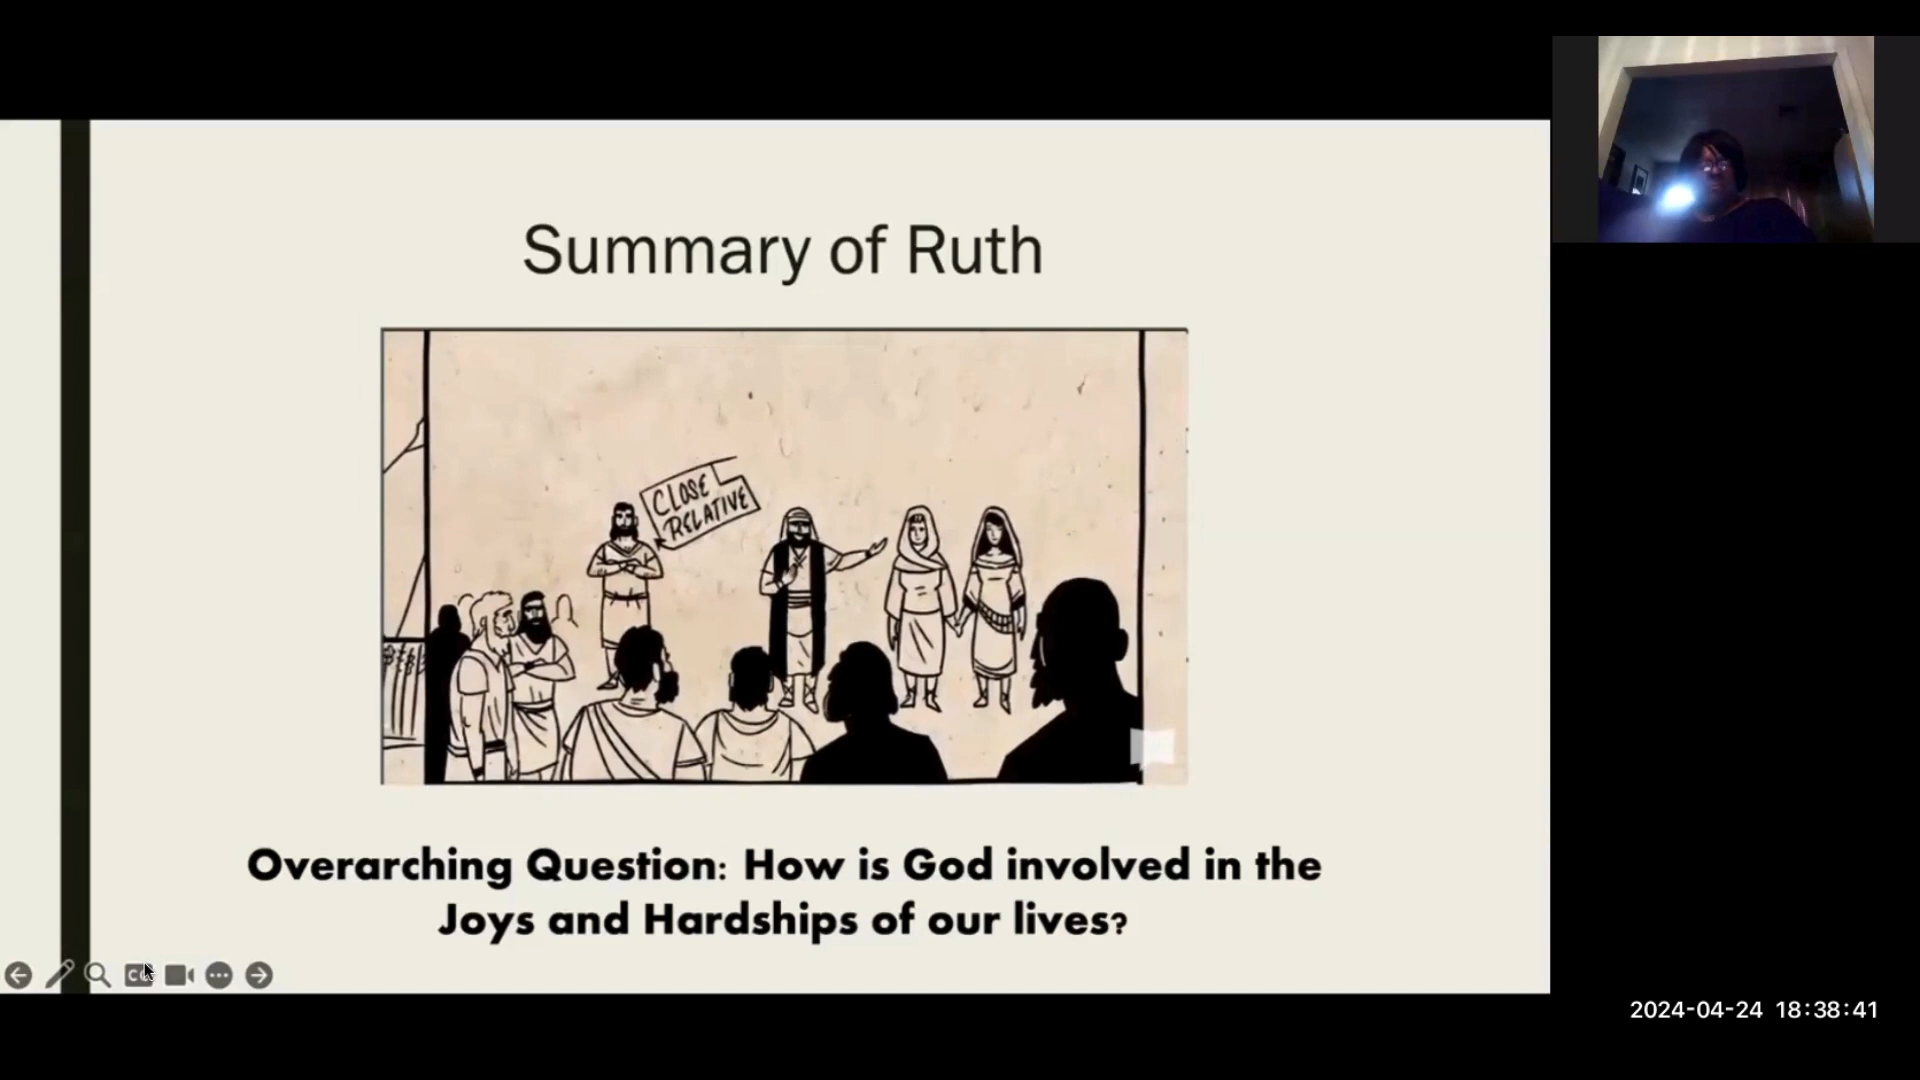 Summary of Ruth
CLOSE
RELATIVE
Overarching Question: How is God involved in the
Joys and Hardships of our lives?
CC
2024-04-24 18:38:41